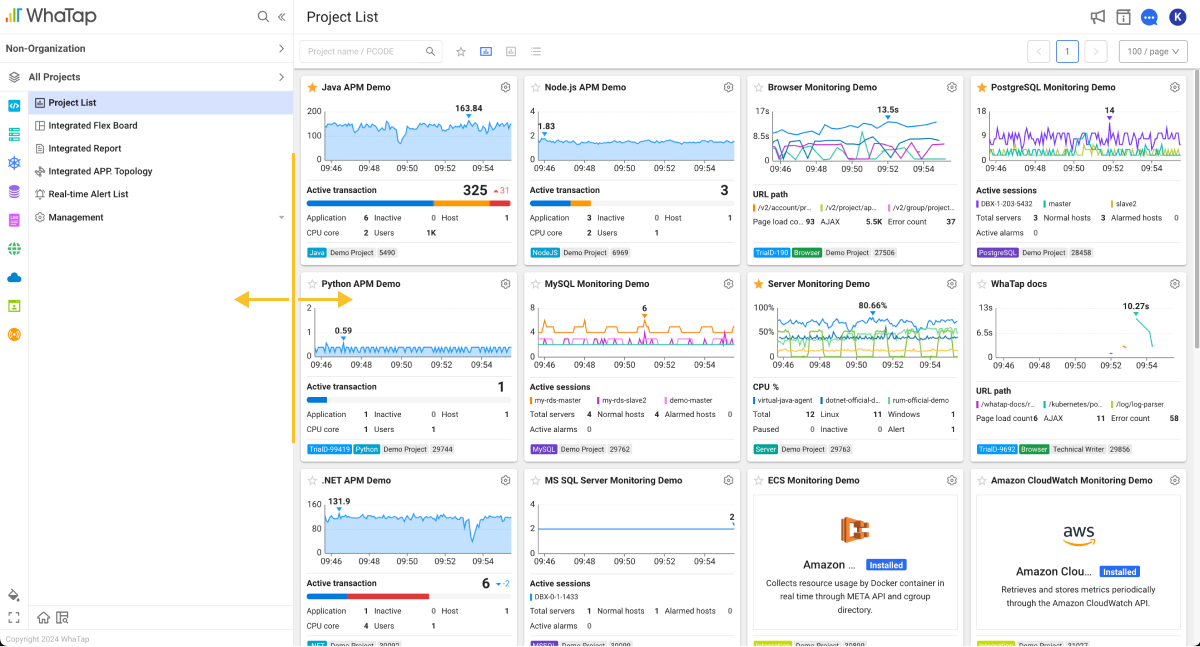 WhaTap
Project List
K
Non-Organization
Project name / PCODE
1
100 / page
All Projects
Project List
Integrated Flex Board
Integrated Report
Integrated APP. Topology
Real-time Alert List
Management
Copyright 2024 WhaTap
Java APM Demo
163.84
200
100
0
09:46 09:48 09:50 09:52 09:54
Active transaction 325 31
Application 6 Inactive 0 Host 1
CPU core 2 Users 1K
Java Demo Project 5490
Node.js APM Demo
4
1.83
2
0
09:46 09:48 09:50 09:52 09:54
Active transaction 3
Application 3 Inactive 0 Host 1
CPU core 2 Users 1
NodeJS Demo Project 6969
Browser Monitoring Demo
17s
13.5s
8.5s
0
09:46 09:48 09:50 09:52 09:54
URL path
/v2/account/pr... /v2/project/ap... /v2/group/project...
Page load co... 93 AJAX 5.5K Error count 37
TrialD-190 Browser Demo Project 27506
PostgreSQL Monitoring Demo
18
14
9
0
09:46 09:48 09:50 09:52 09:54
Active sessions
DBX-1-203-5432 master slave2
Total servers 3 Normal hosts 3 Alarmed hosts 0
Active alarms 0
PostgreSQL Demo Project 28458
Python APM Demo
2
0.59
1
0
09:46 09:48 09:50 09:52 09:54
Active transaction 1
Application 1 Inactive 0 Host 1
CPU core 1 Users 1
TrialD-99419 Python Demo Project 29744
MySQL Monitoring Demo
8
6
4
0
09:46 09:48 09:50 09:52 09:54
Active sessions
my-rds-master my-rds-slave2 demo-master
Total servers 4 Normal hosts 4 Alarmed hosts 0
Active alarms 0
MySQL Demo Project 29762
Server Monitoring Demo
100%
80.66%
50%
0
09:46 09:48 09:50 09:52 09:54
CPU %
virtual-java-agent dotnet-official-d... rum-official-demo
Total 12 Linux 11 Windows 1
Paused 0 Inactive 0 Alert 1
Server Demo Project 29763
WhaTap docs
13s
10.27s
6.5s
0
09:46 09:48 09:50 09:52 09:54
URL path
/whatap-docs/r... /kubernetes/po... /log/log-parser
Page load count6 AJAX 11 Error count 58
TrialD-9692 Browser Technical Writer 29856
.NET APM Demo
131.9
160
80
0
09:46 09:48 09:50 09:52 09:54
Active transaction 6 -2
Application 1 Inactive 0 Host 1
CPU core 4 Users 1
.NET Demo Project 30092
MS SQL Server Monitoring Demo
4
2
2
0
09:46 09:48 09:50 09:52 09:54
Active sessions
DBX-0-1-1433
Total servers 1 Normal hosts 1 Alarmed hosts 0
Active alarms 0
MSSQL Demo Project
ECS Monitoring Demo
Amazon ... Installed
Collects resource usage by Docker container in
real time through META API and cgroup
directory.
Demo Project
Amazon CloudWatch Monitoring Demo
aws
Amazon Clou... Installed
Retrieves and stores metrics periodically
through the Amazon CloudWatch API.
Demo Project